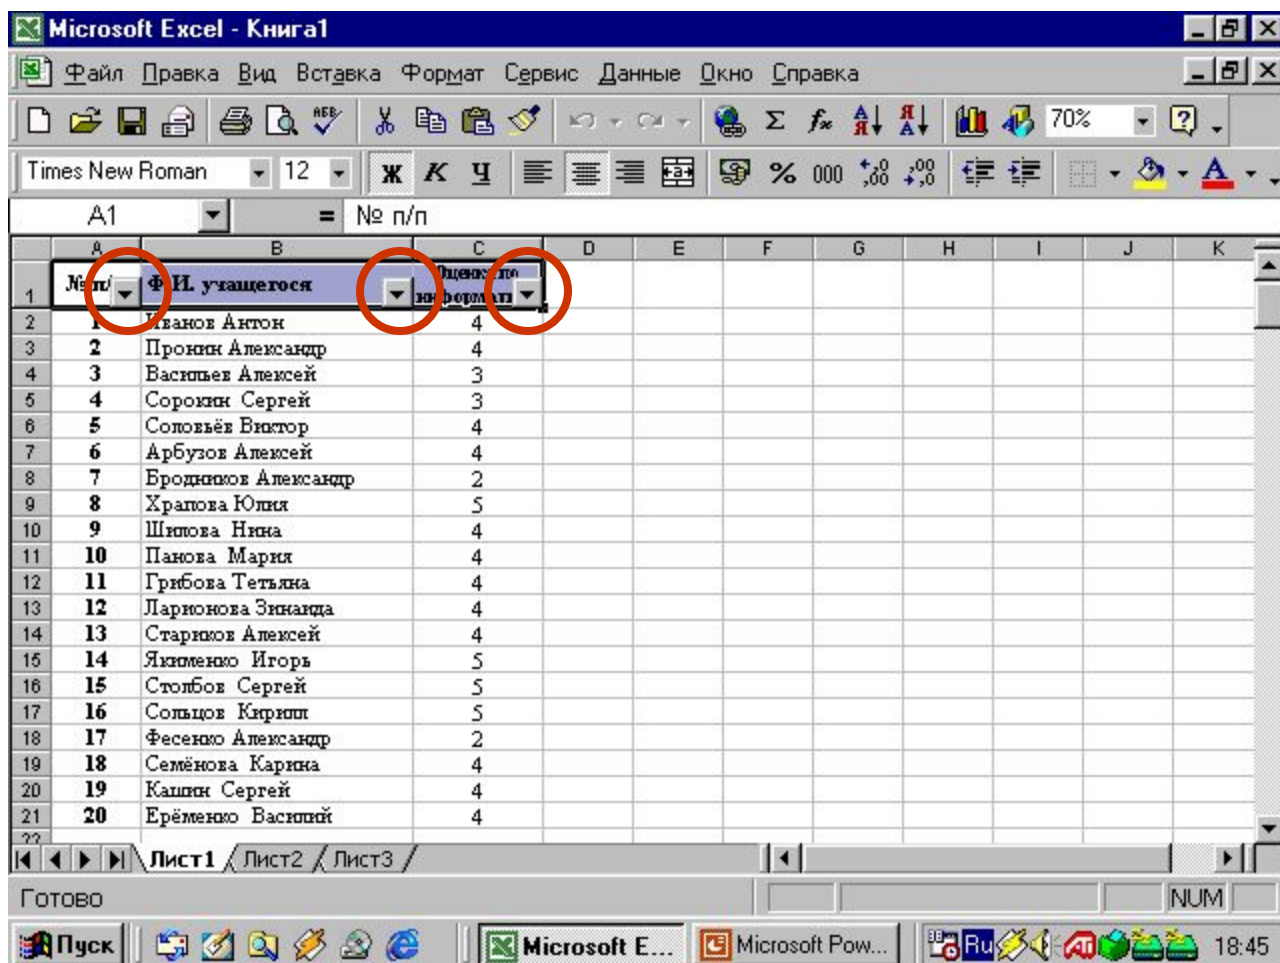 Microsoft Excel - Книга1
Файл Правка Вид Вставка Формат Сервис Данные Окно Справка
70%
Times New Roman 12 Ж К Ч % 000
A1 = № п/п
A B C D E F G H I J K
1 № п/ Ф.И. учащегося Оценка по информати
2 1 Иванов Антон 4
3 2 Пронин Александр 4
4 3 Васильев Алексей 3
5 4 Сорокин Сергей 3
6 5 Соловьёв Виктор 4
7 6 Арбузов Алексей 4
8 7 Бродников Александр 2
9 8 Храпова Юлия 5
10 9 Шилова Нина 4
11 10 Панова Мария 4
12 11 Грибова Тетьяна 4
13 12 Ларионова Зинаида 4
14 13 Стариков Алексей 4
15 14 Якименко Игорь 5
16 15 Столбов Сергей 5
17 16 Сольцов Кирилл 5
18 17 Фесенко Александр 2
19 18 Семёнова Карина 4
20 19 Кашин Сергей 4
21 20 Ерёменко Василий 4
22
Лист1 Лист2 Лист3
Готово NUM
Пуск Microsoft E... Microsoft Pow... Ru 18:45